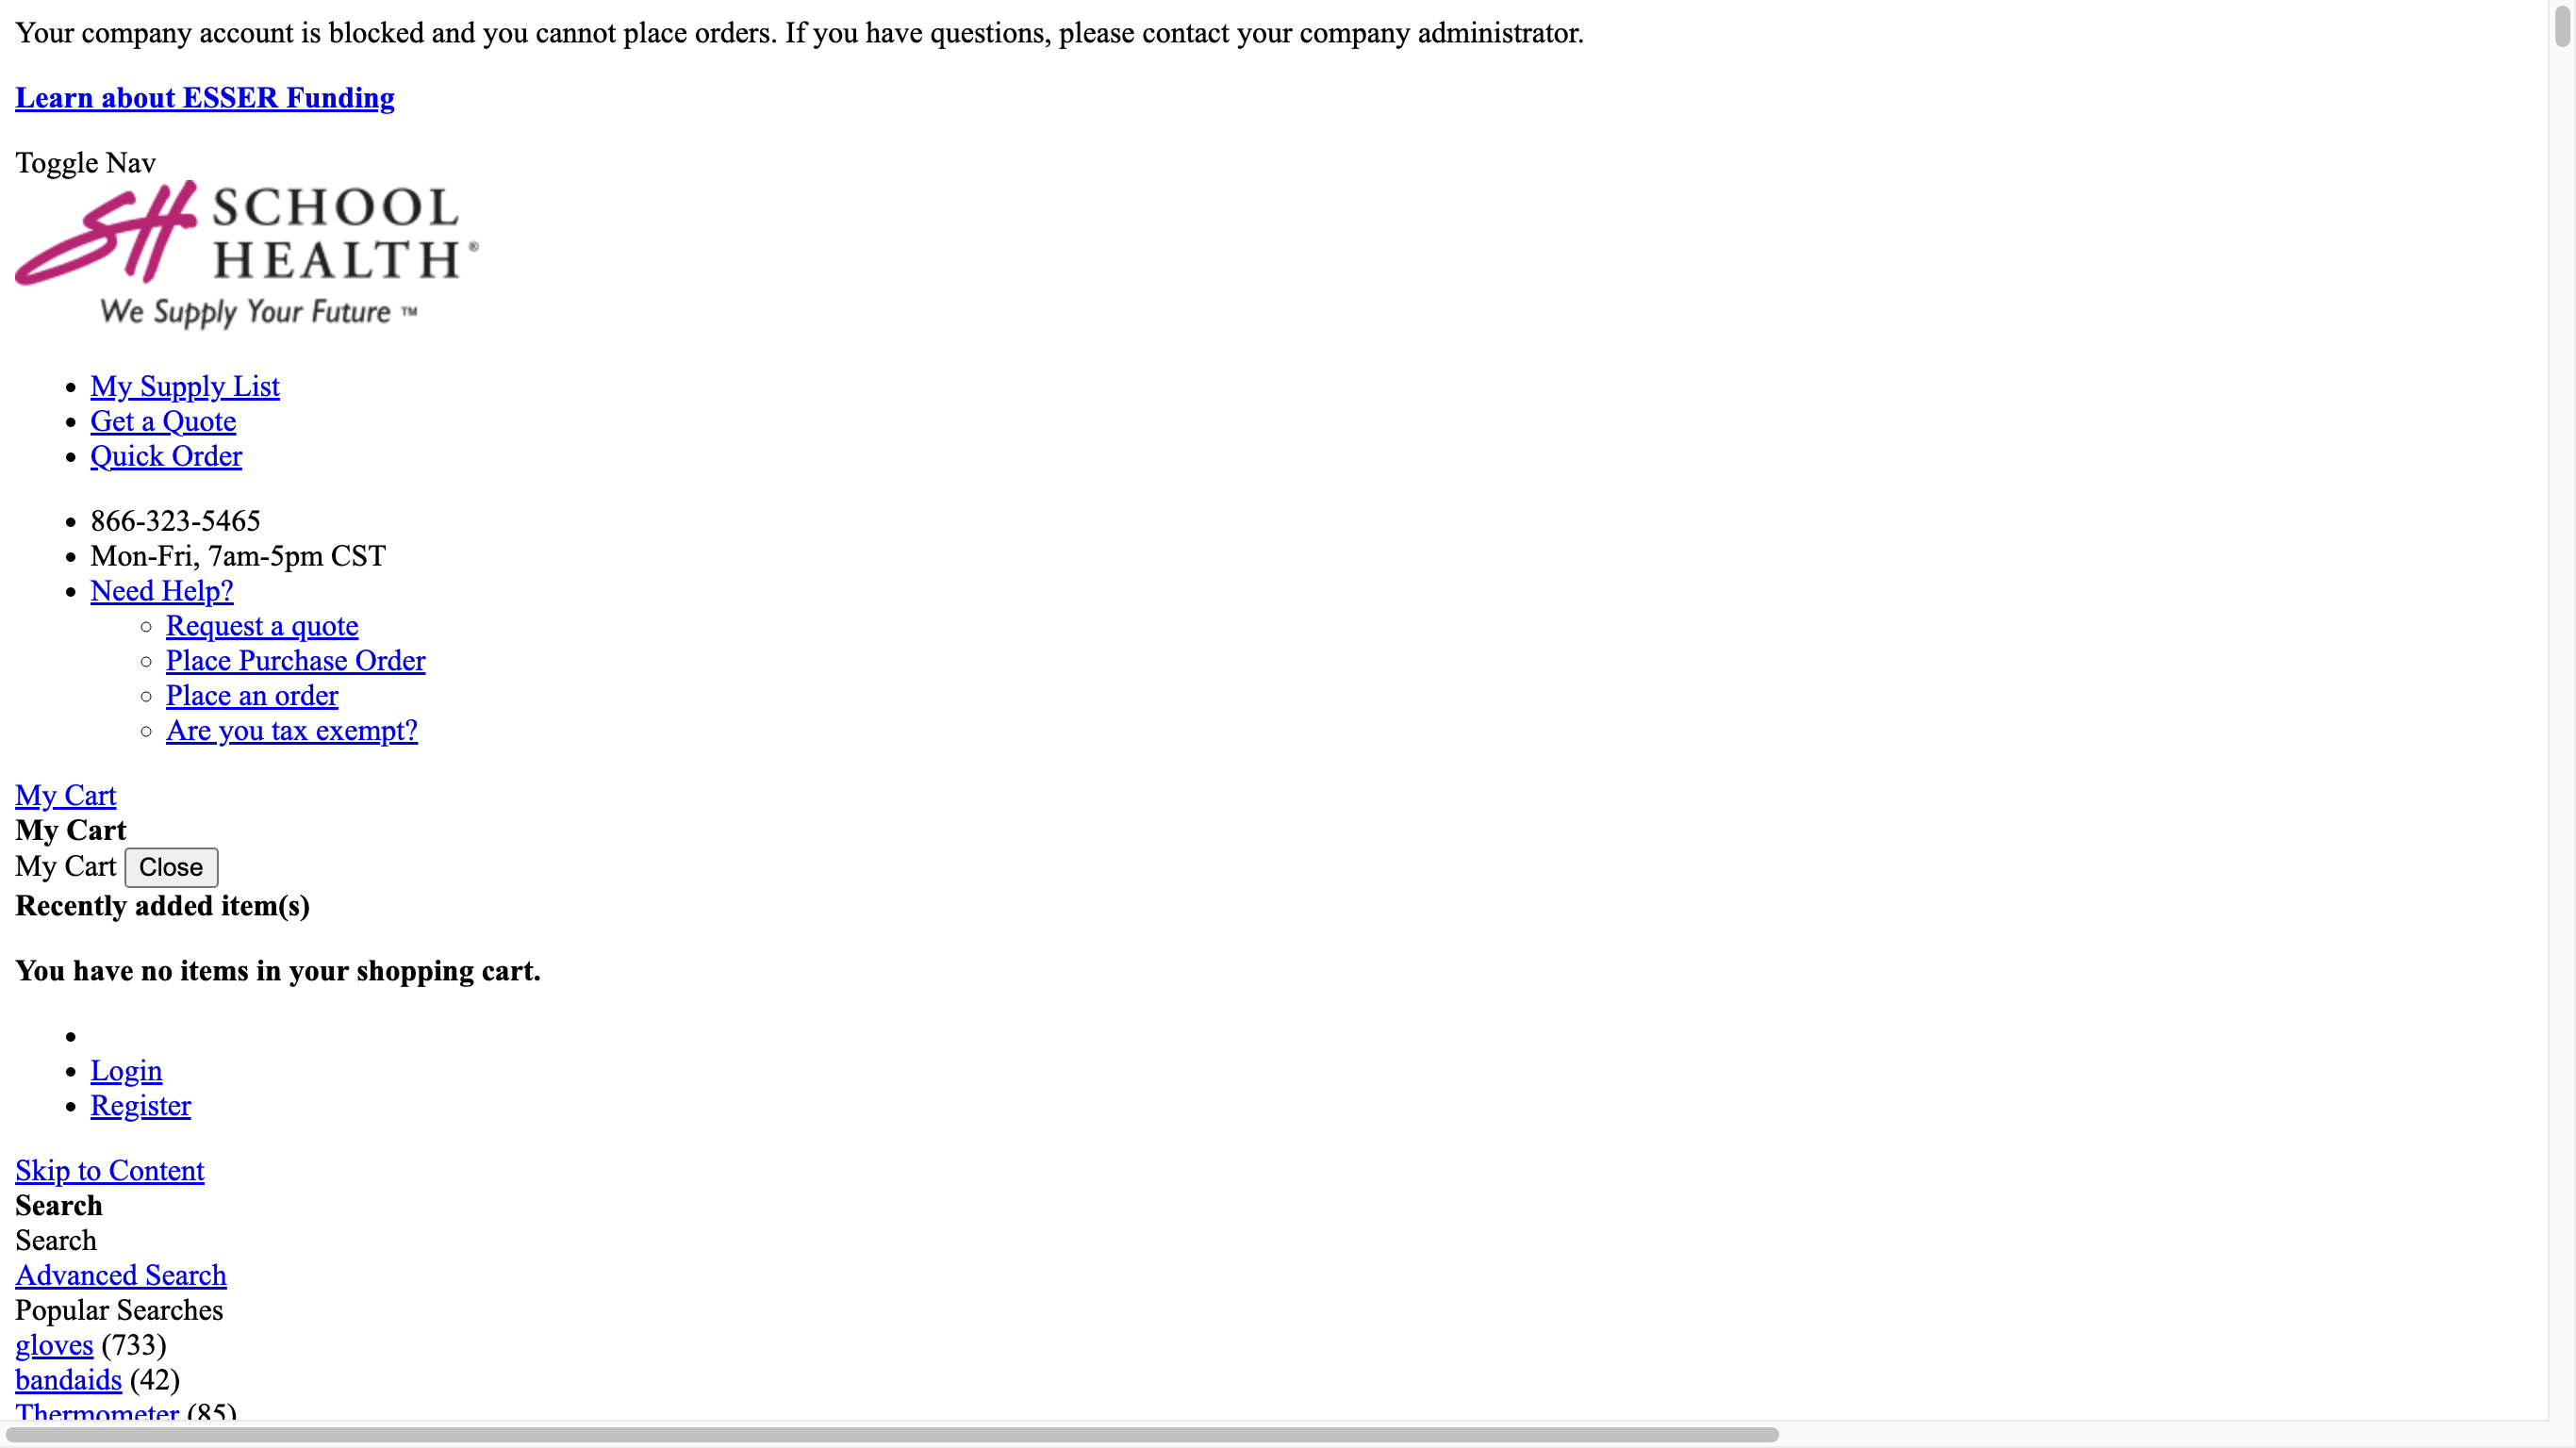 Your company account is blocked and you cannot place orders. If you have questions, please contact your company administrator.
Learn about ESSER Funding
Toggle Nav
SH SCHOOL
HEALTH®
We Supply Your Future ™
My Supply List
Get a Quote
Quick Order
866-323-5465
Mon-Fri, 7am-5pm CST
Need Help?
Request a quote
Place Purchase Order
Place an order
Are you tax exempt?
My Cart
My Cart
My Cart Close
Recently added item(s)
You have no items in your shopping cart.
Login
Register
Skip to Content
Search
Search
Advanced Search
Popular Searches
gloves (733)
bandaids (42)
Thermometer (85)